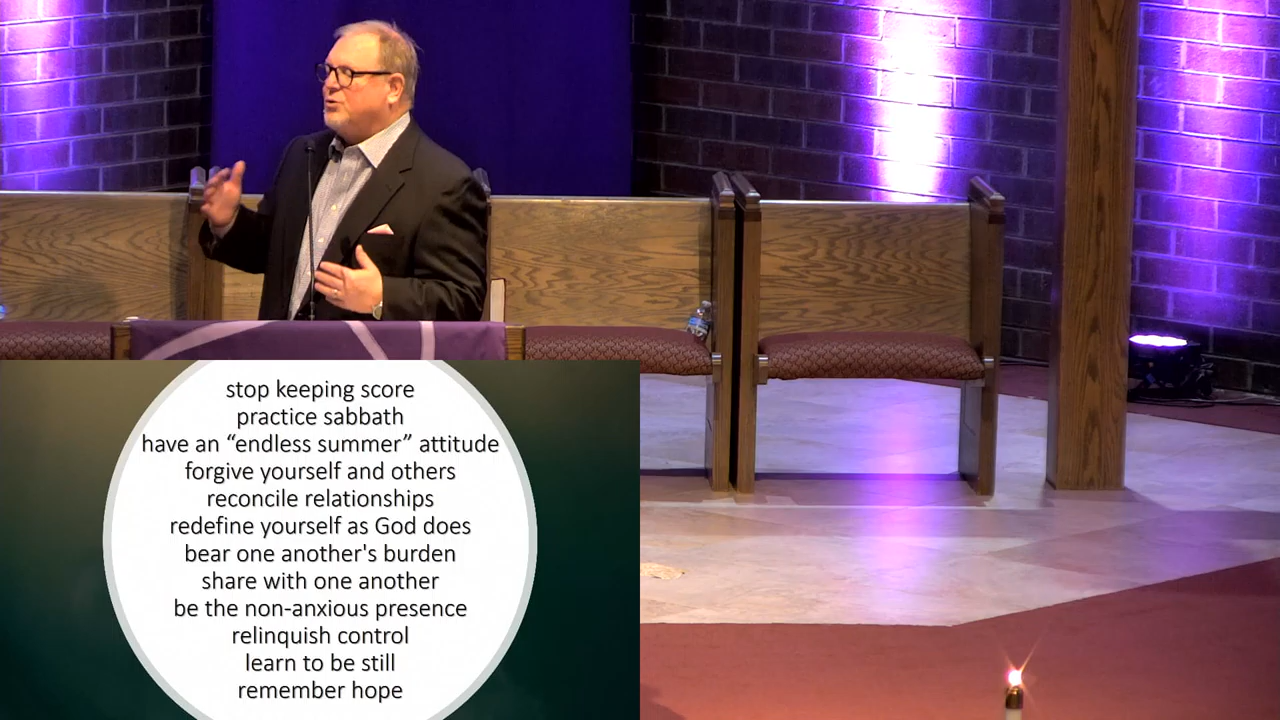 stop keeping score
practice sabbath
have an “endless summer” attitude
forgive yourself and others
reconcile relationships
redefine yourself as God does
bear one another's burden
share with one another
be the non-anxious presence
relinquish control
learn to be still
remember hope